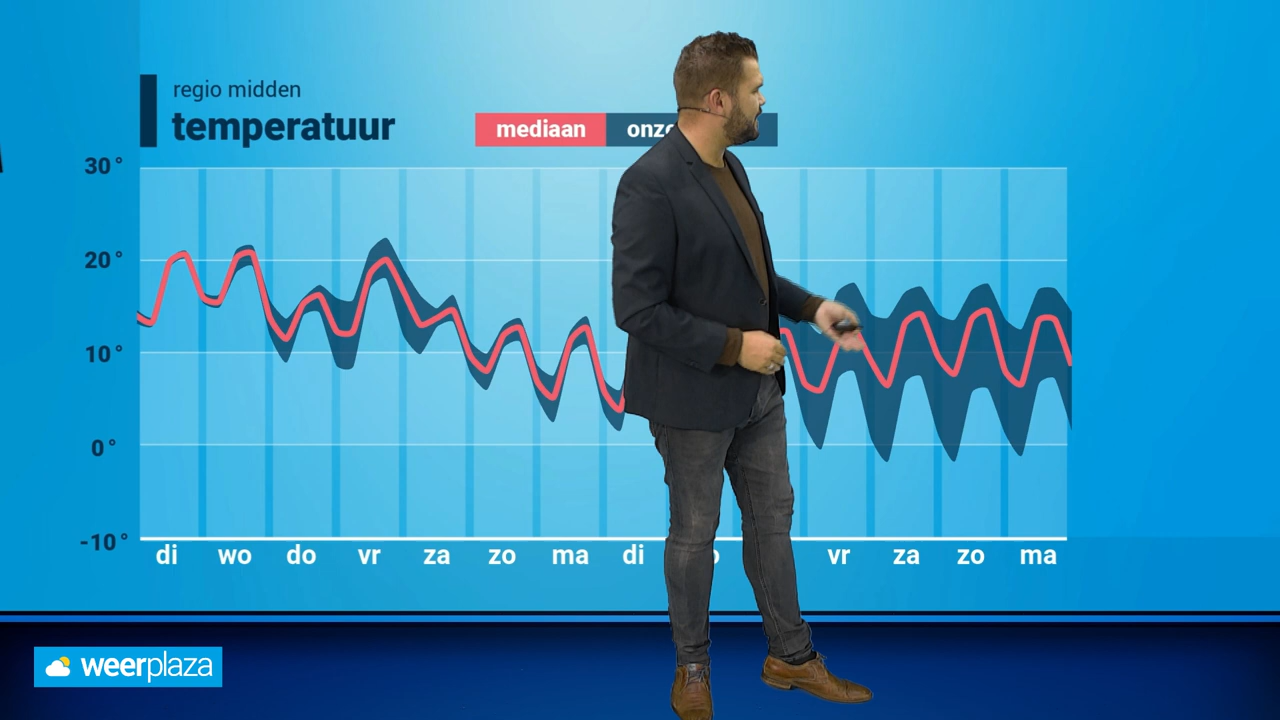 regio midden
temperatuur
mediaan
30°
20°
10°
0°
-10°
di wo do vr za zo ma di vr za zo ma
weerplaza